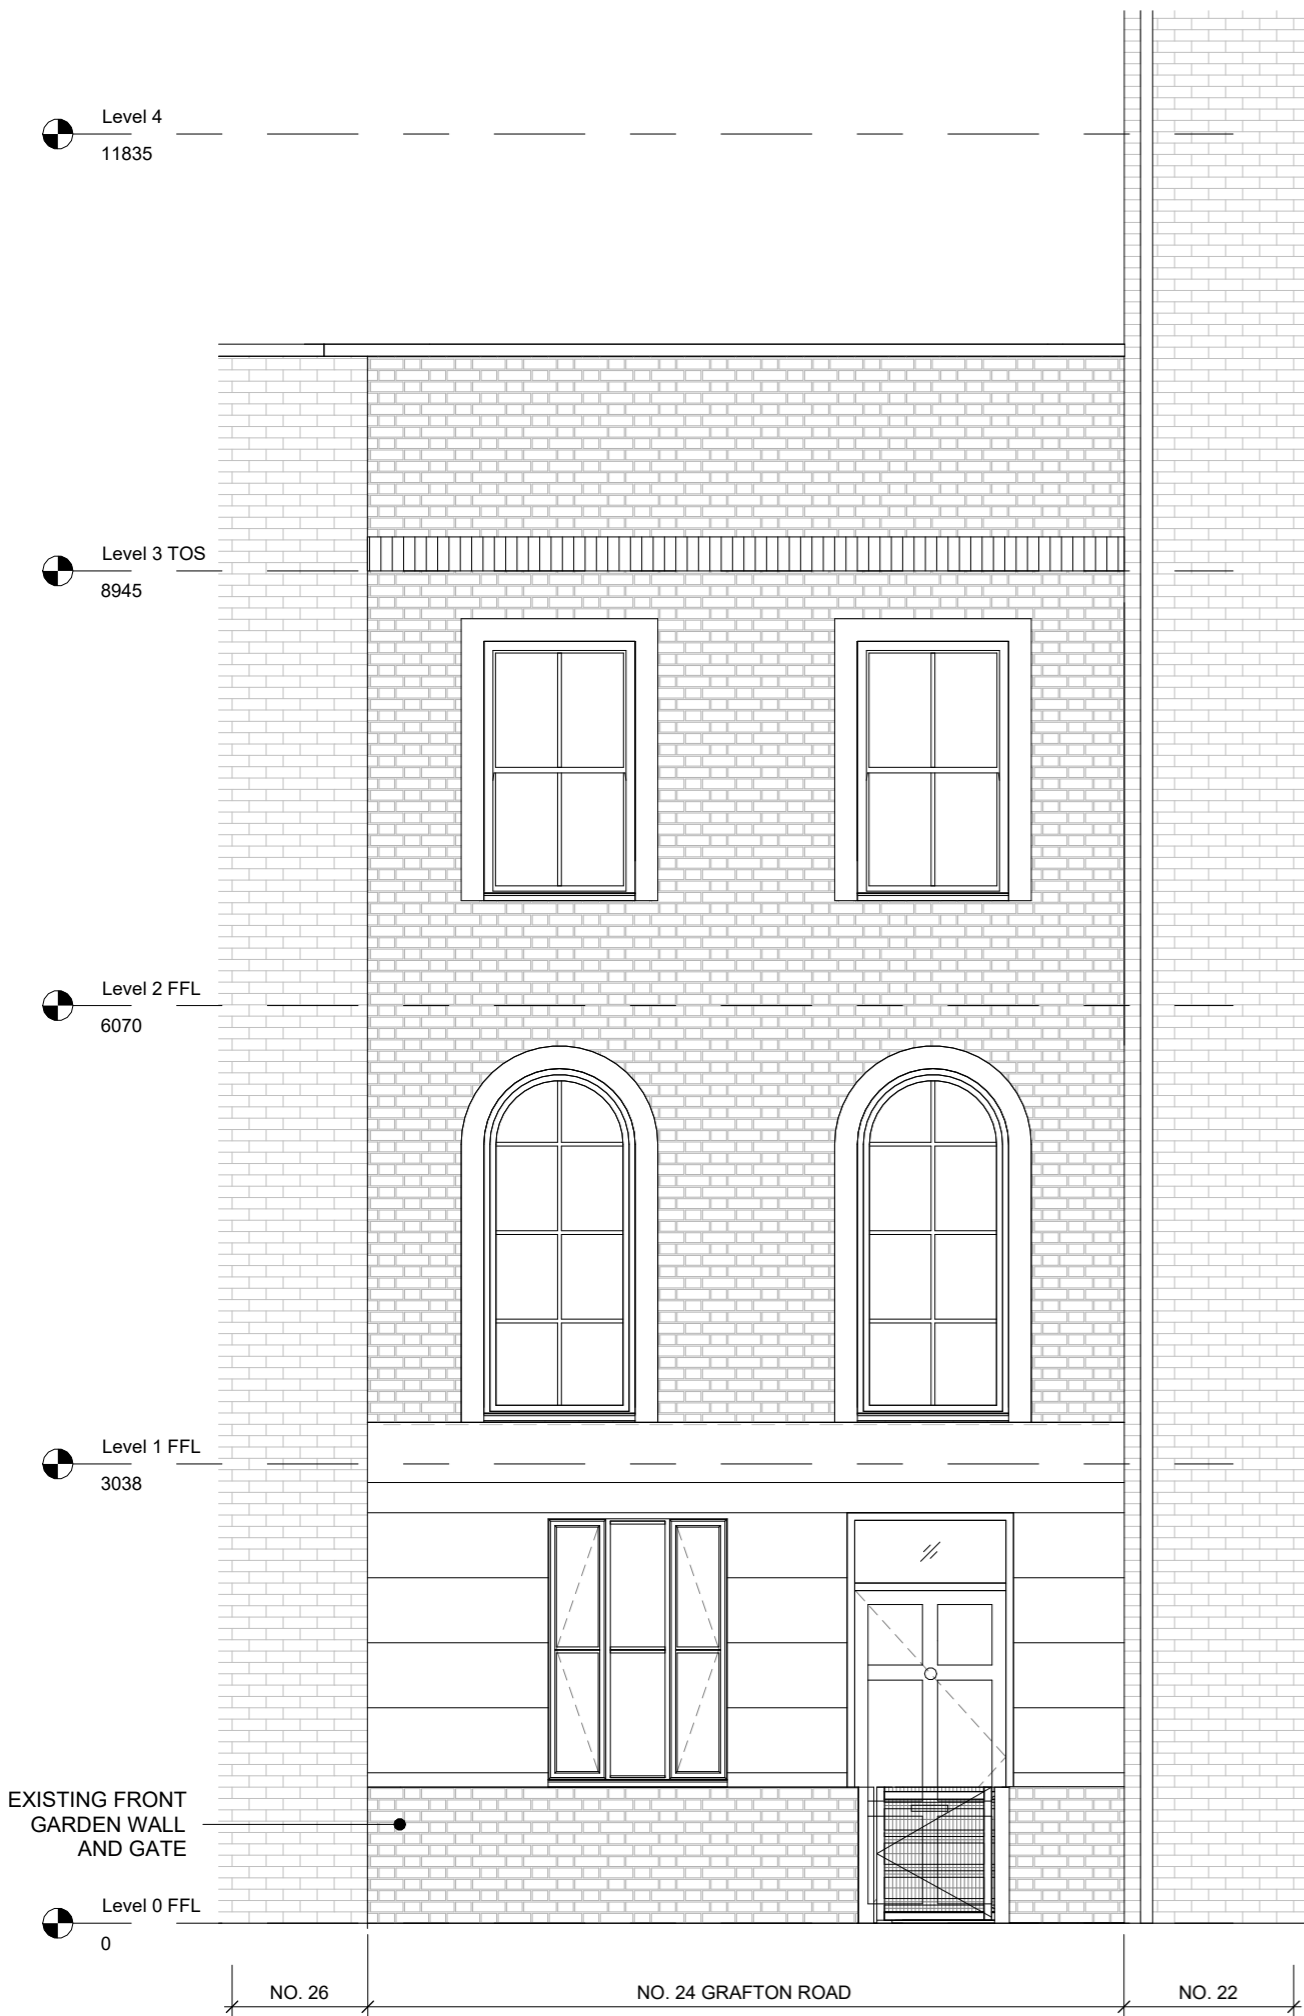 Level 4
11835
Level 3 TOS
8945
Level 2 FFL
6070
Level 1 FFL
3038
EXISTING FRONT
GARDEN WALL
AND GATE
Level 0 FFL
0
NO. 26
NO. 24 GRAFTON ROAD
NO. 22